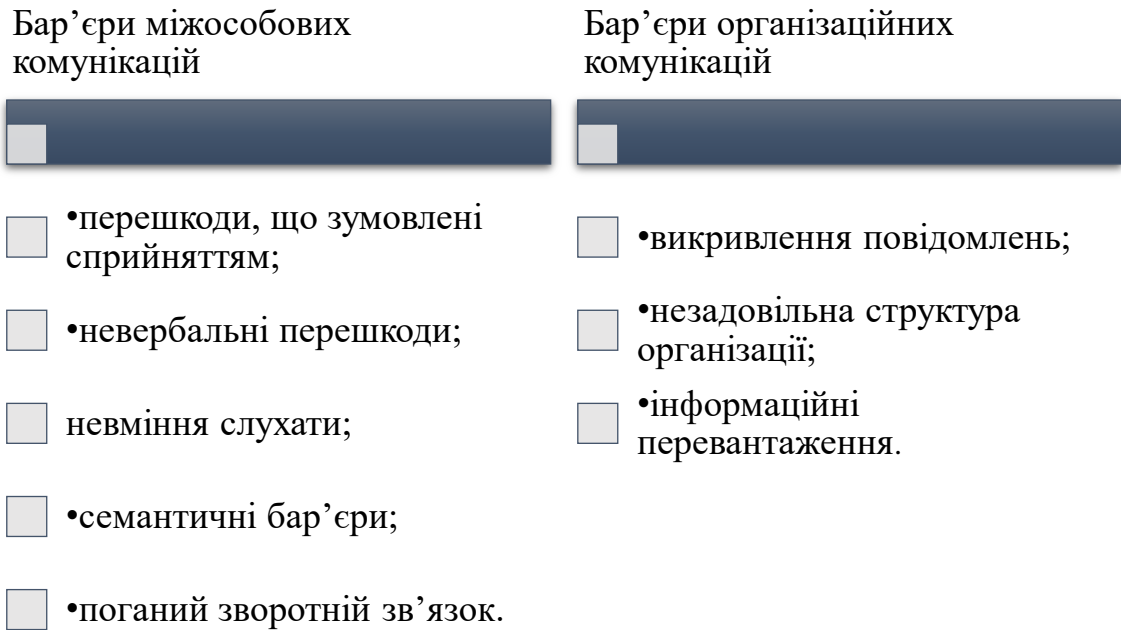 Бар’єри міжособових
комунікацій
•перешкоди, що зумовлені
сприйняттям;
•невербальні перешкоди;
невміння слухати;
•семантичні бар’єри;
•поганий зворотній зв’язок.
Бар’єри організаційних
комунікацій
•викривлення повідомлень;
•незадовільна структура
організації;
•інформаційні
перевантаження.